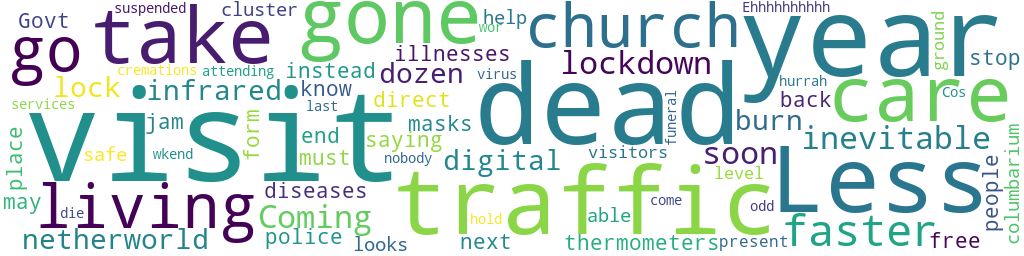 suspended
Ehhhhhhhhhh
Govt
cluster
gone
help
church
year
go
take
wor
ground
illnesses
lockdown
stop
cremations
attending
instead
dozen
virus
hurrah
lock
•infrared•
know
dead
back
care
Cos
services
visit
direct
last
funeral
burn
jam
form
end
masks
saying
inevitable
place
safe
wkend
must
nobody
digital
visitors
soon
Less
columbarium
people
living
diseases
traffic
level
may
die
Coming
hold
able
come
odd
faster
netherworld
police
looks
next
thermometers
present
free